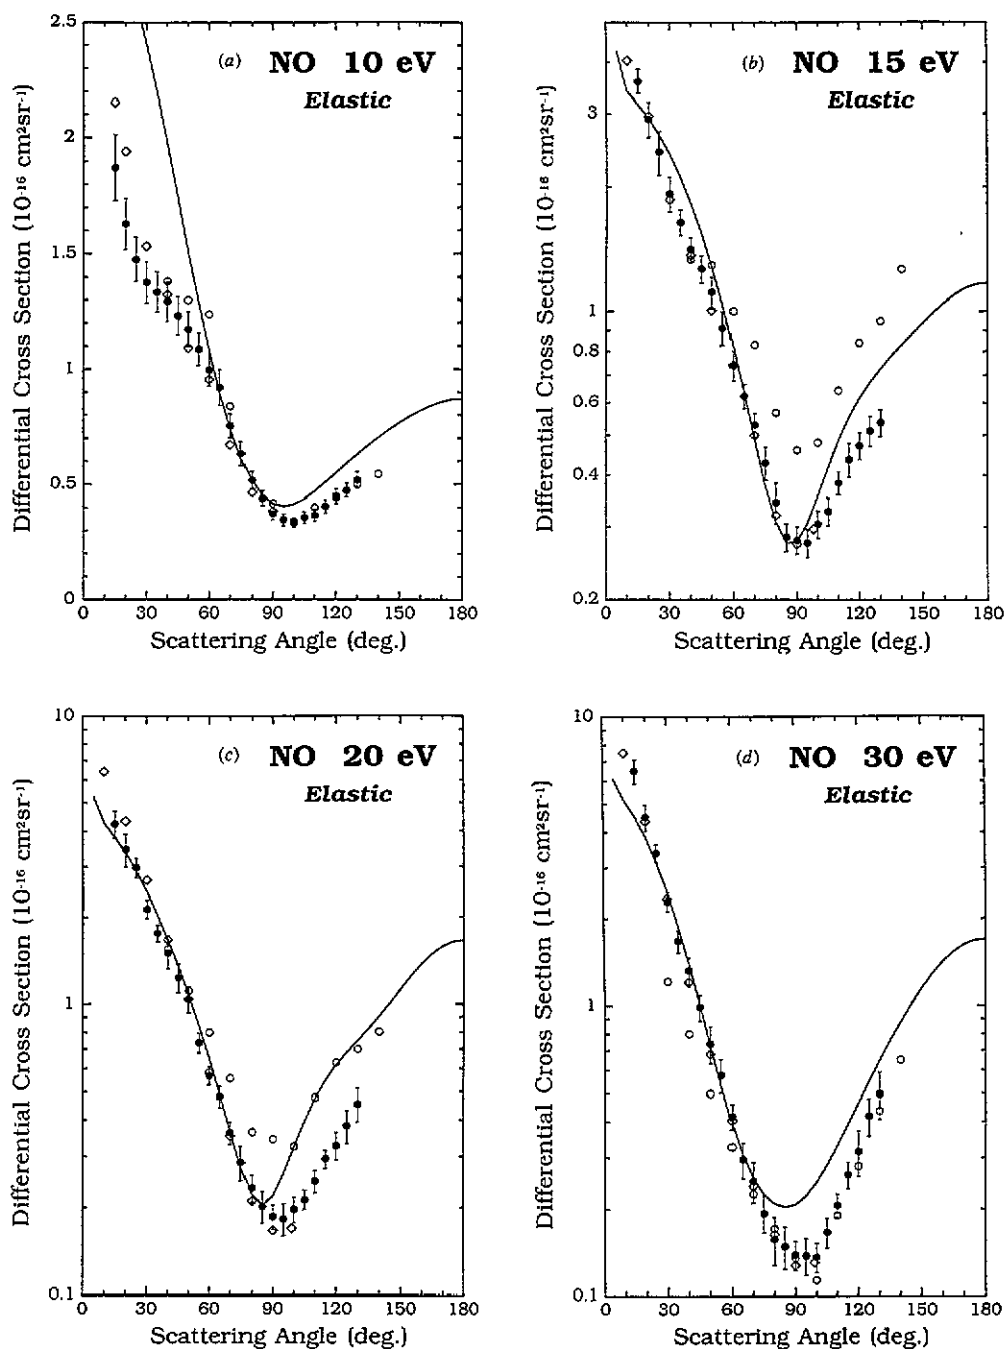 (a) NO 10 eV
Elastic
Differential Cross Section (10⁻¹⁶ cm²sr⁻¹)
2.5
2
1.5
1
0.5
0
0 30 60 90 120 150 180
Scattering Angle (deg.)
(b) NO 15 eV
Elastic
Differential Cross Section (10⁻¹⁶ cm²sr⁻¹)
3
1
0.8
0.6
0.4
0.2
0 30 60 90 120 150 180
Scattering Angle (deg.)
(c) NO 20 eV
Elastic
Differential Cross Section (10⁻¹⁶ cm²sr⁻¹)
10
1
0.1
0 30 60 90 120 150 180
Scattering Angle (deg.)
(d) NO 30 eV
Elastic
Differential Cross Section (10⁻¹⁶ cm²sr⁻¹)
10
1
0.1
0 30 60 90 120 150 180
Scattering Angle (deg.)